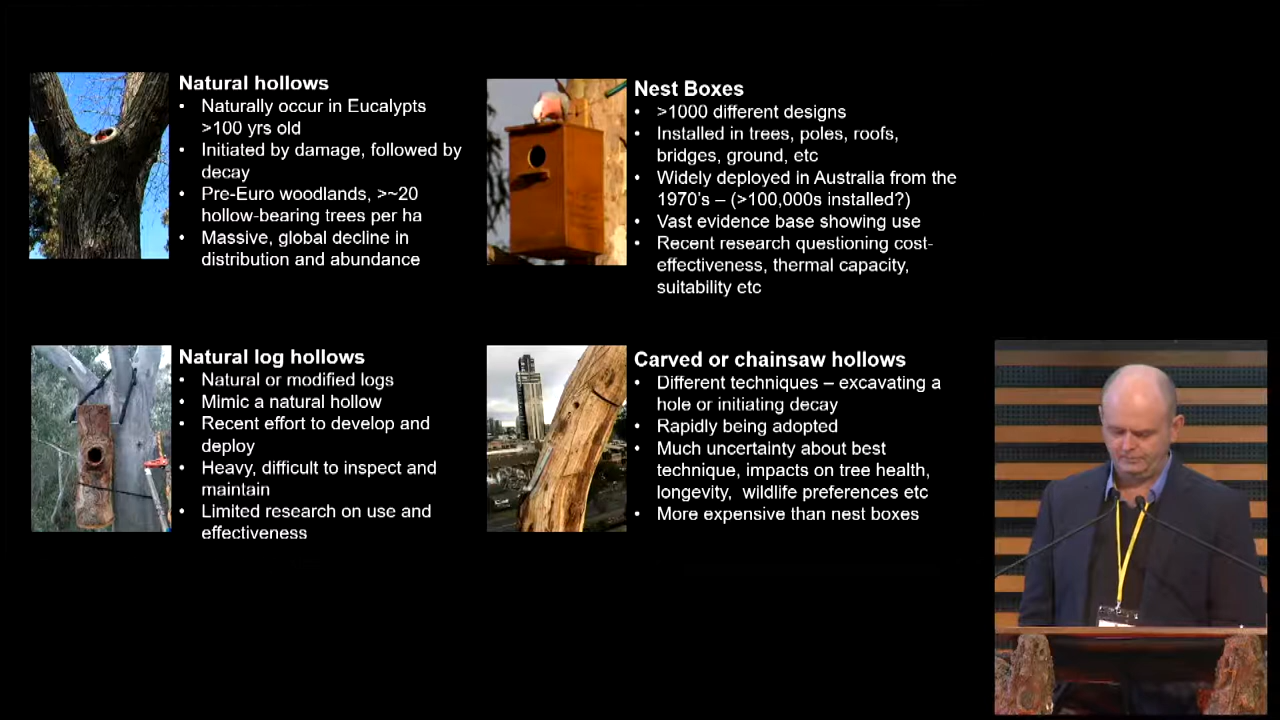 Natural hollows
• Naturally occur in Eucalypts
>100 yrs old
• Initiated by damage, followed by
decay
• Pre-Euro woodlands, >~20
hollow-bearing trees per ha
• Massive, global decline in
distribution and abundance
Nest Boxes
• >1000 different designs
• Installed in trees, poles, roofs,
bridges, ground, etc
• Widely deployed in Australia from the
1970's – (>100,000s installed?)
• Vast evidence base showing use
• Recent research questioning cost-
effectiveness, thermal capacity,
suitability etc
Natural log hollows
• Natural or modified logs
• Mimic a natural hollow
• Recent effort to develop and
deploy
• Heavy, difficult to inspect and
maintain
• Limited research on use and
effectiveness
Carved or chainsaw hollows
• Different techniques – excavating a
hole or initiating decay
• Rapidly being adopted
• Much uncertainty about best
technique, impacts on tree health,
longevity, wildlife preferences etc
• More expensive than nest boxes